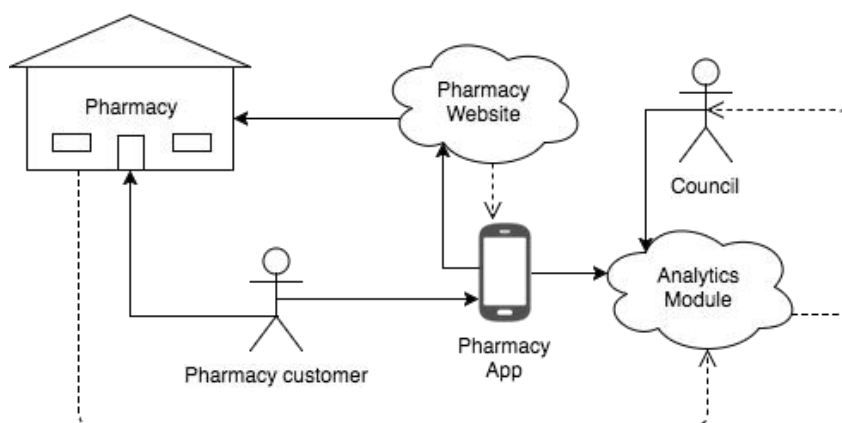 Pharmacy
Pharmacy
Website
Council
Analytics
Module
Pharmacy customer
Pharmacy
App